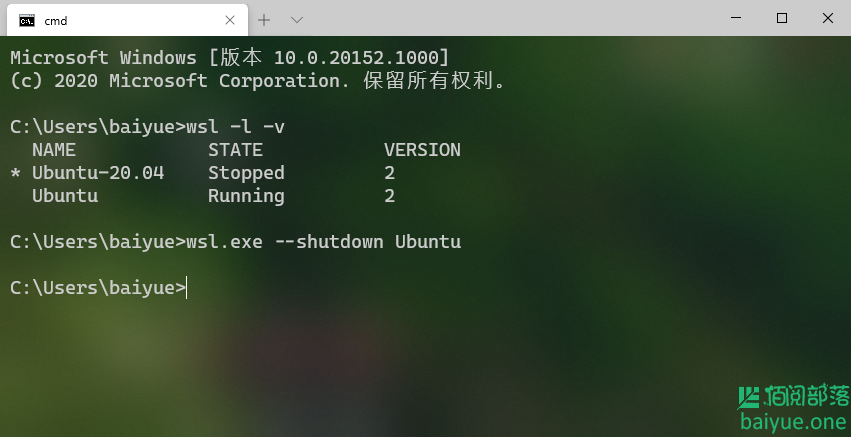 cmd
Microsoft Windows [版本 10.0.20152.1000]
(c) 2020 Microsoft Corporation. 保留所有权利。
C:\Users\baiyue>wsl -l -v
NAME STATE VERSION
* Ubuntu-20.04 Stopped 2
Ubuntu Running 2
C:\Users\baiyue>wsl.exe --shutdown Ubuntu
C:\Users\baiyue>
佰阅部落
baiyue.one